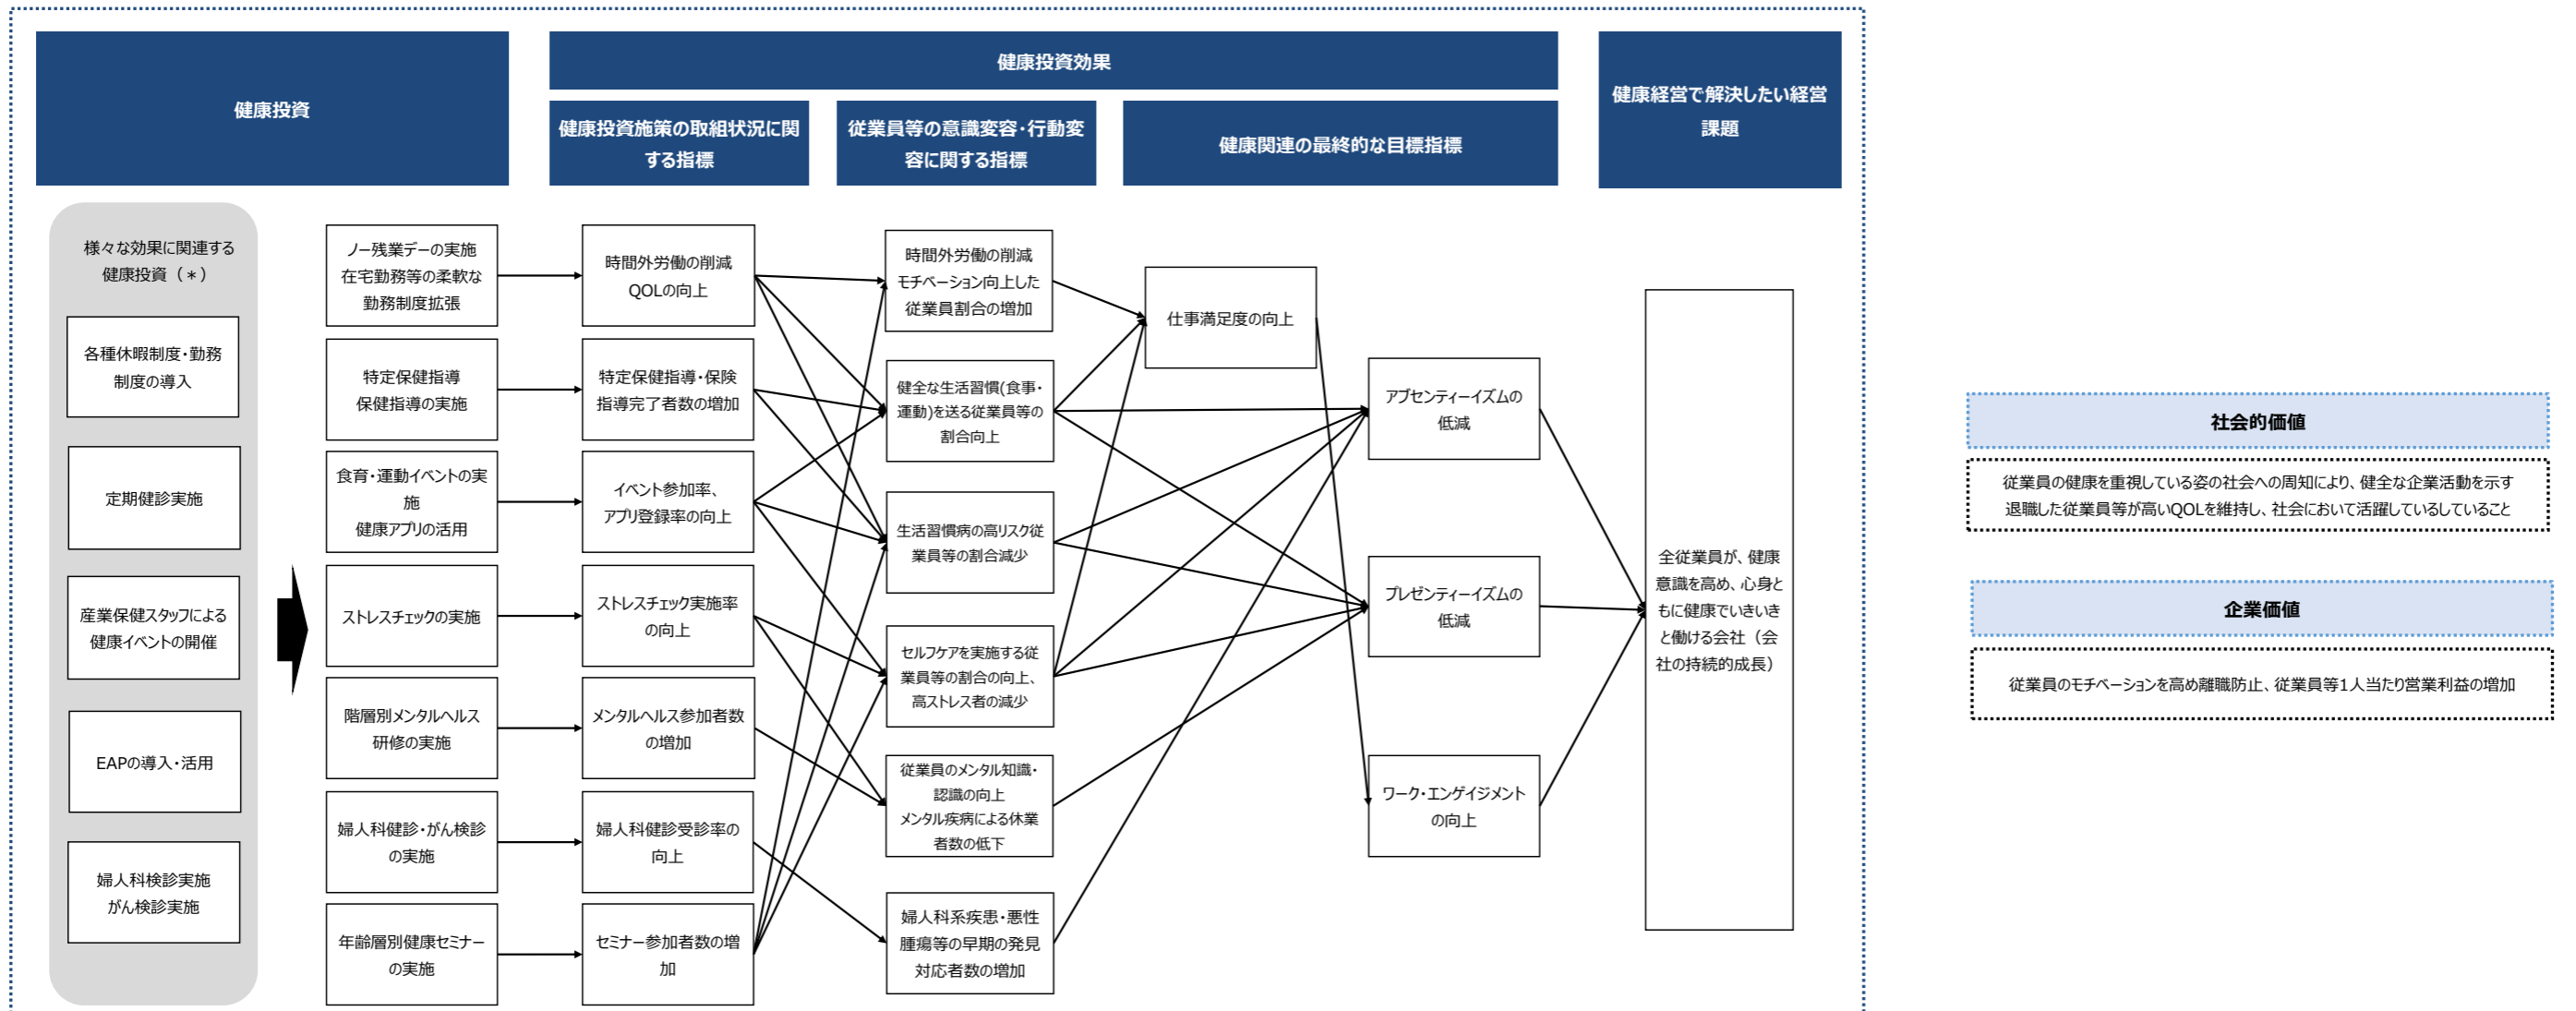 健康投資
健康投資効果
健康投資施策の取組状況に関
する指標
従業員等の意識変容・行動変
容に関する指標
健康関連の最終的な目標指標
健康経営で解決したい経営
課題
様々な効果に関連する
健康投資（＊）
各種休暇制度・勤務
制度の導入
定期健診実施
産業保健スタッフによる
健康イベントの開催
EAPの導入・活用
婦人科検診実施
がん検診実施
ノー残業デーの実施
在宅勤務等の柔軟な
勤務制度拡張
特定保健指導
保健指導の実施
食育・運動イベントの実
施
健康アプリの活用
ストレスチェックの実施
階層別メンタルヘルス
研修の実施
婦人科健診・がん検診
の実施
年齢層別健康セミナー
の実施
時間外労働の削減
QOLの向上
特定保健指導・保険
指導完了者数の増加
イベント参加率、
アプリ登録率の向上
ストレスチェック実施率
の向上
メンタルヘルス参加者数
の増加
婦人科健診受診率の
向上
セミナー参加者数の増
加
時間外労働の削減
モチベーション向上した
従業員割合の増加
健全な生活習慣(食事・
運動)を送る従業員等の
割合向上
生活習慣病の高リスク従
業員等の割合減少
セルフケアを実施する従
業員等の割合の向上、
高ストレス者の減少
従業員のメンタル知識・
認識の向上
メンタル疾病による休業
者数の低下
婦人科系疾患・悪性
腫瘍等の早期の発見
対応者数の増加
仕事満足度の向上
アブセンティーイズムの
低減
プレゼンティーイズムの
低減
ワーク・エンゲイジメント
の向上
全従業員が、健康
意識を高め、心身と
もに健康でいきいき
と働ける会社（会
社の持続的成長）
社会的価値
従業員の健康を重視している姿の社会への周知により、健全な企業活動を示す
退職した従業員等が高いQOLを維持し、社会において活躍しているしていること
企業価値
従業員のモチベーションを高め離職防止、従業員等1人当たり営業利益の増加